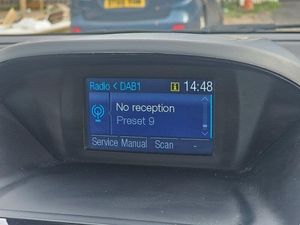 Radio < DAB1 i 14:48
No reception
Preset 9
Service Manual Scan -